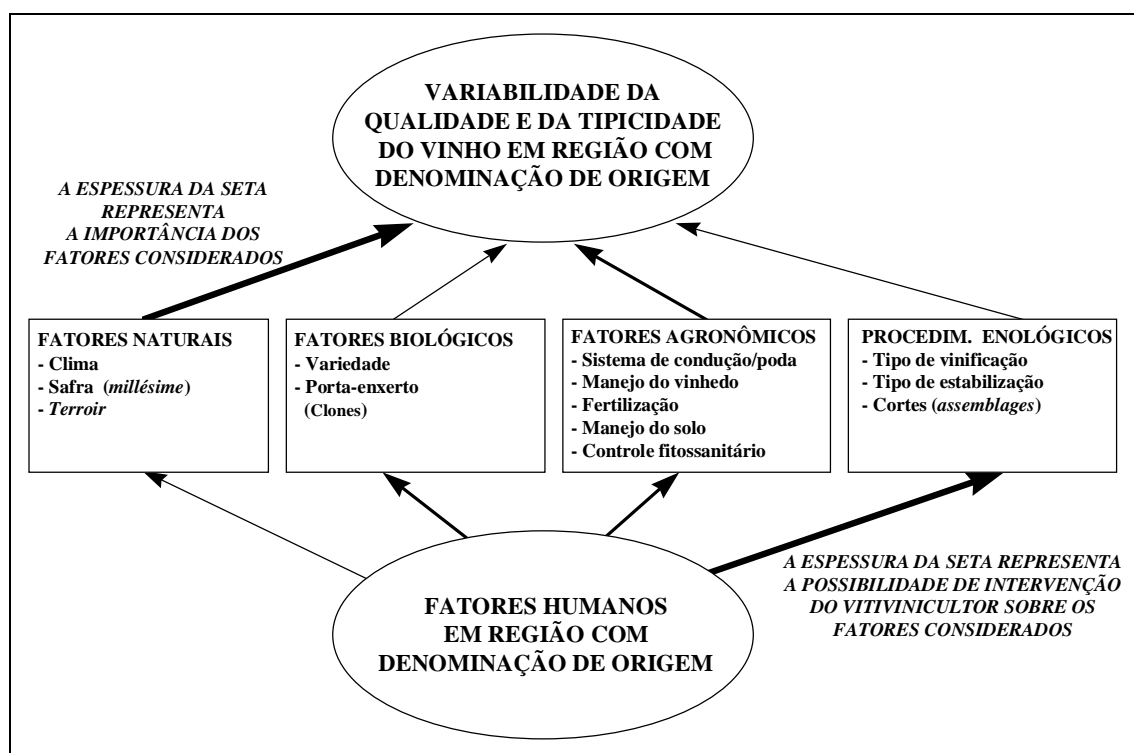 VARIABILIDADE DA
QUALIDADE E DA TIPICIDADE
DO VINHO EM REGIÃO COM
DENOMINAÇÃO DE ORIGEM
A ESPESSURA DA SETA
REPRESENTA
A IMPORTÂNCIA DOS
FATORES CONSIDERADOS
FATORES NATURAIS
- Clima
- Safra (millésime)
- Terroir
FATORES BIOLÓGICOS
- Variedade
- Porta-enxerto
(Clones)
FATORES AGRONÔMICOS
- Sistema de condução/poda
- Manejo do vinhedo
- Fertilização
- Manejo do solo
- Controle fitossanitário
PROCEDIM. ENOLÓGICOS
- Tipo de vinificação
- Tipo de estabilização
- Cortes (assemblages)
FATORES HUMANOS
EM REGIÃO COM
DENOMINAÇÃO DE ORIGEM
A ESPESSURA DA SETA REPRESENTA
A POSSIBILIDADE DE INTERVENÇÃO
DO VITIVINICULTOR SOBRE OS
FATORES CONSIDERADOS